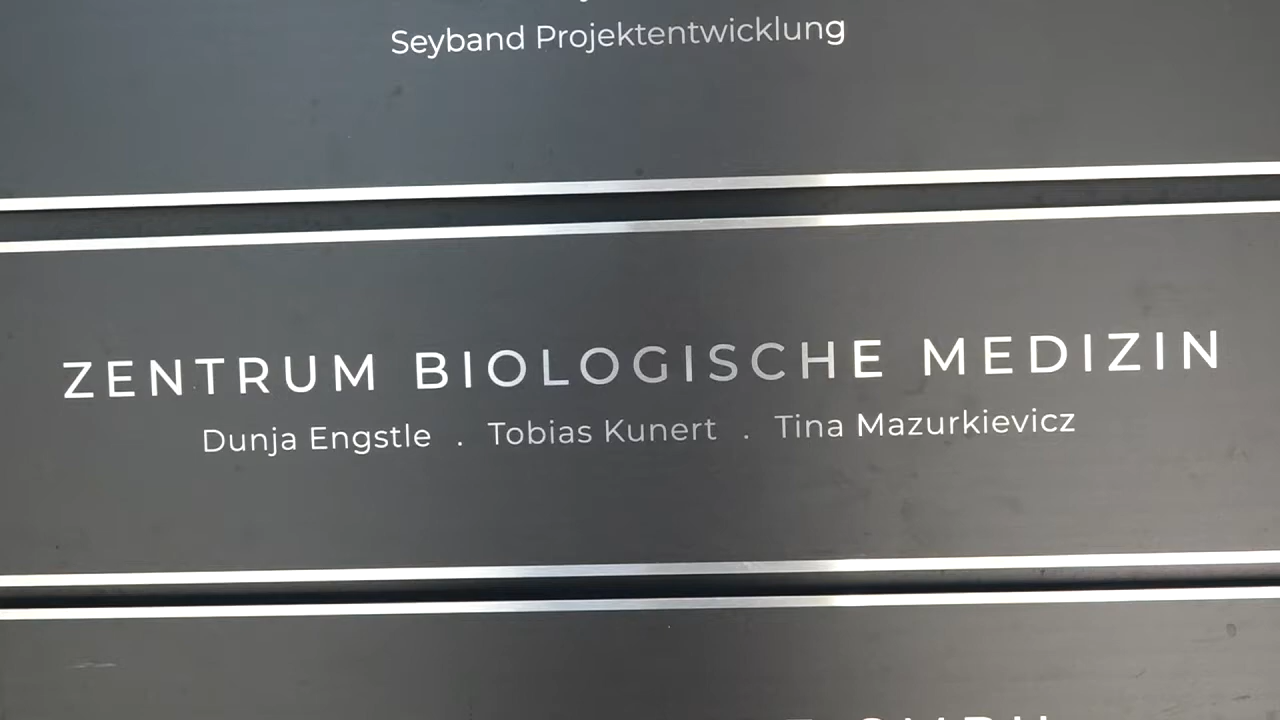 Seyband Projektentwicklung
ZENTRUM BIOLOGISCHE MEDIZIN
Dunja Engstle . Tobias Kunert . Tina Mazurkievicz